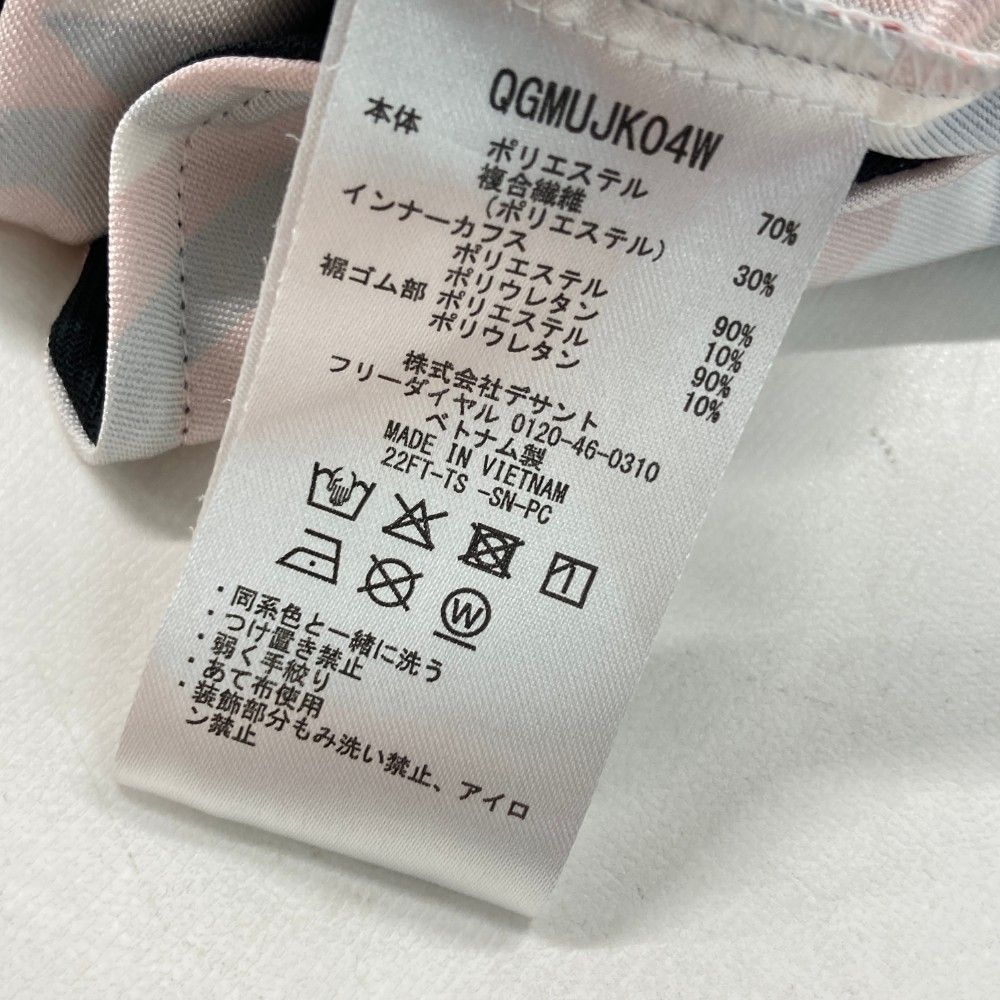 QGMUJK04W
本体 ポリエステル 70%
複合繊維
(ポリエステル) 30%
インナーカフス
ポリエステル 90%
ポリウレタン 10%
裾ゴム部 ポリエステル 90%
ポリウレタン 10%
株式会社デサント
フリーダイヤル 0120-46-0310
ベトナム製
MADE IN VIETNAM
22FT-TS -SN-PC
W
・同系色と一緒に洗う
・つけ置き禁止
・弱く手絞り
・あて布使用
・装飾部分もみ洗い禁止、アイロ
ン禁止